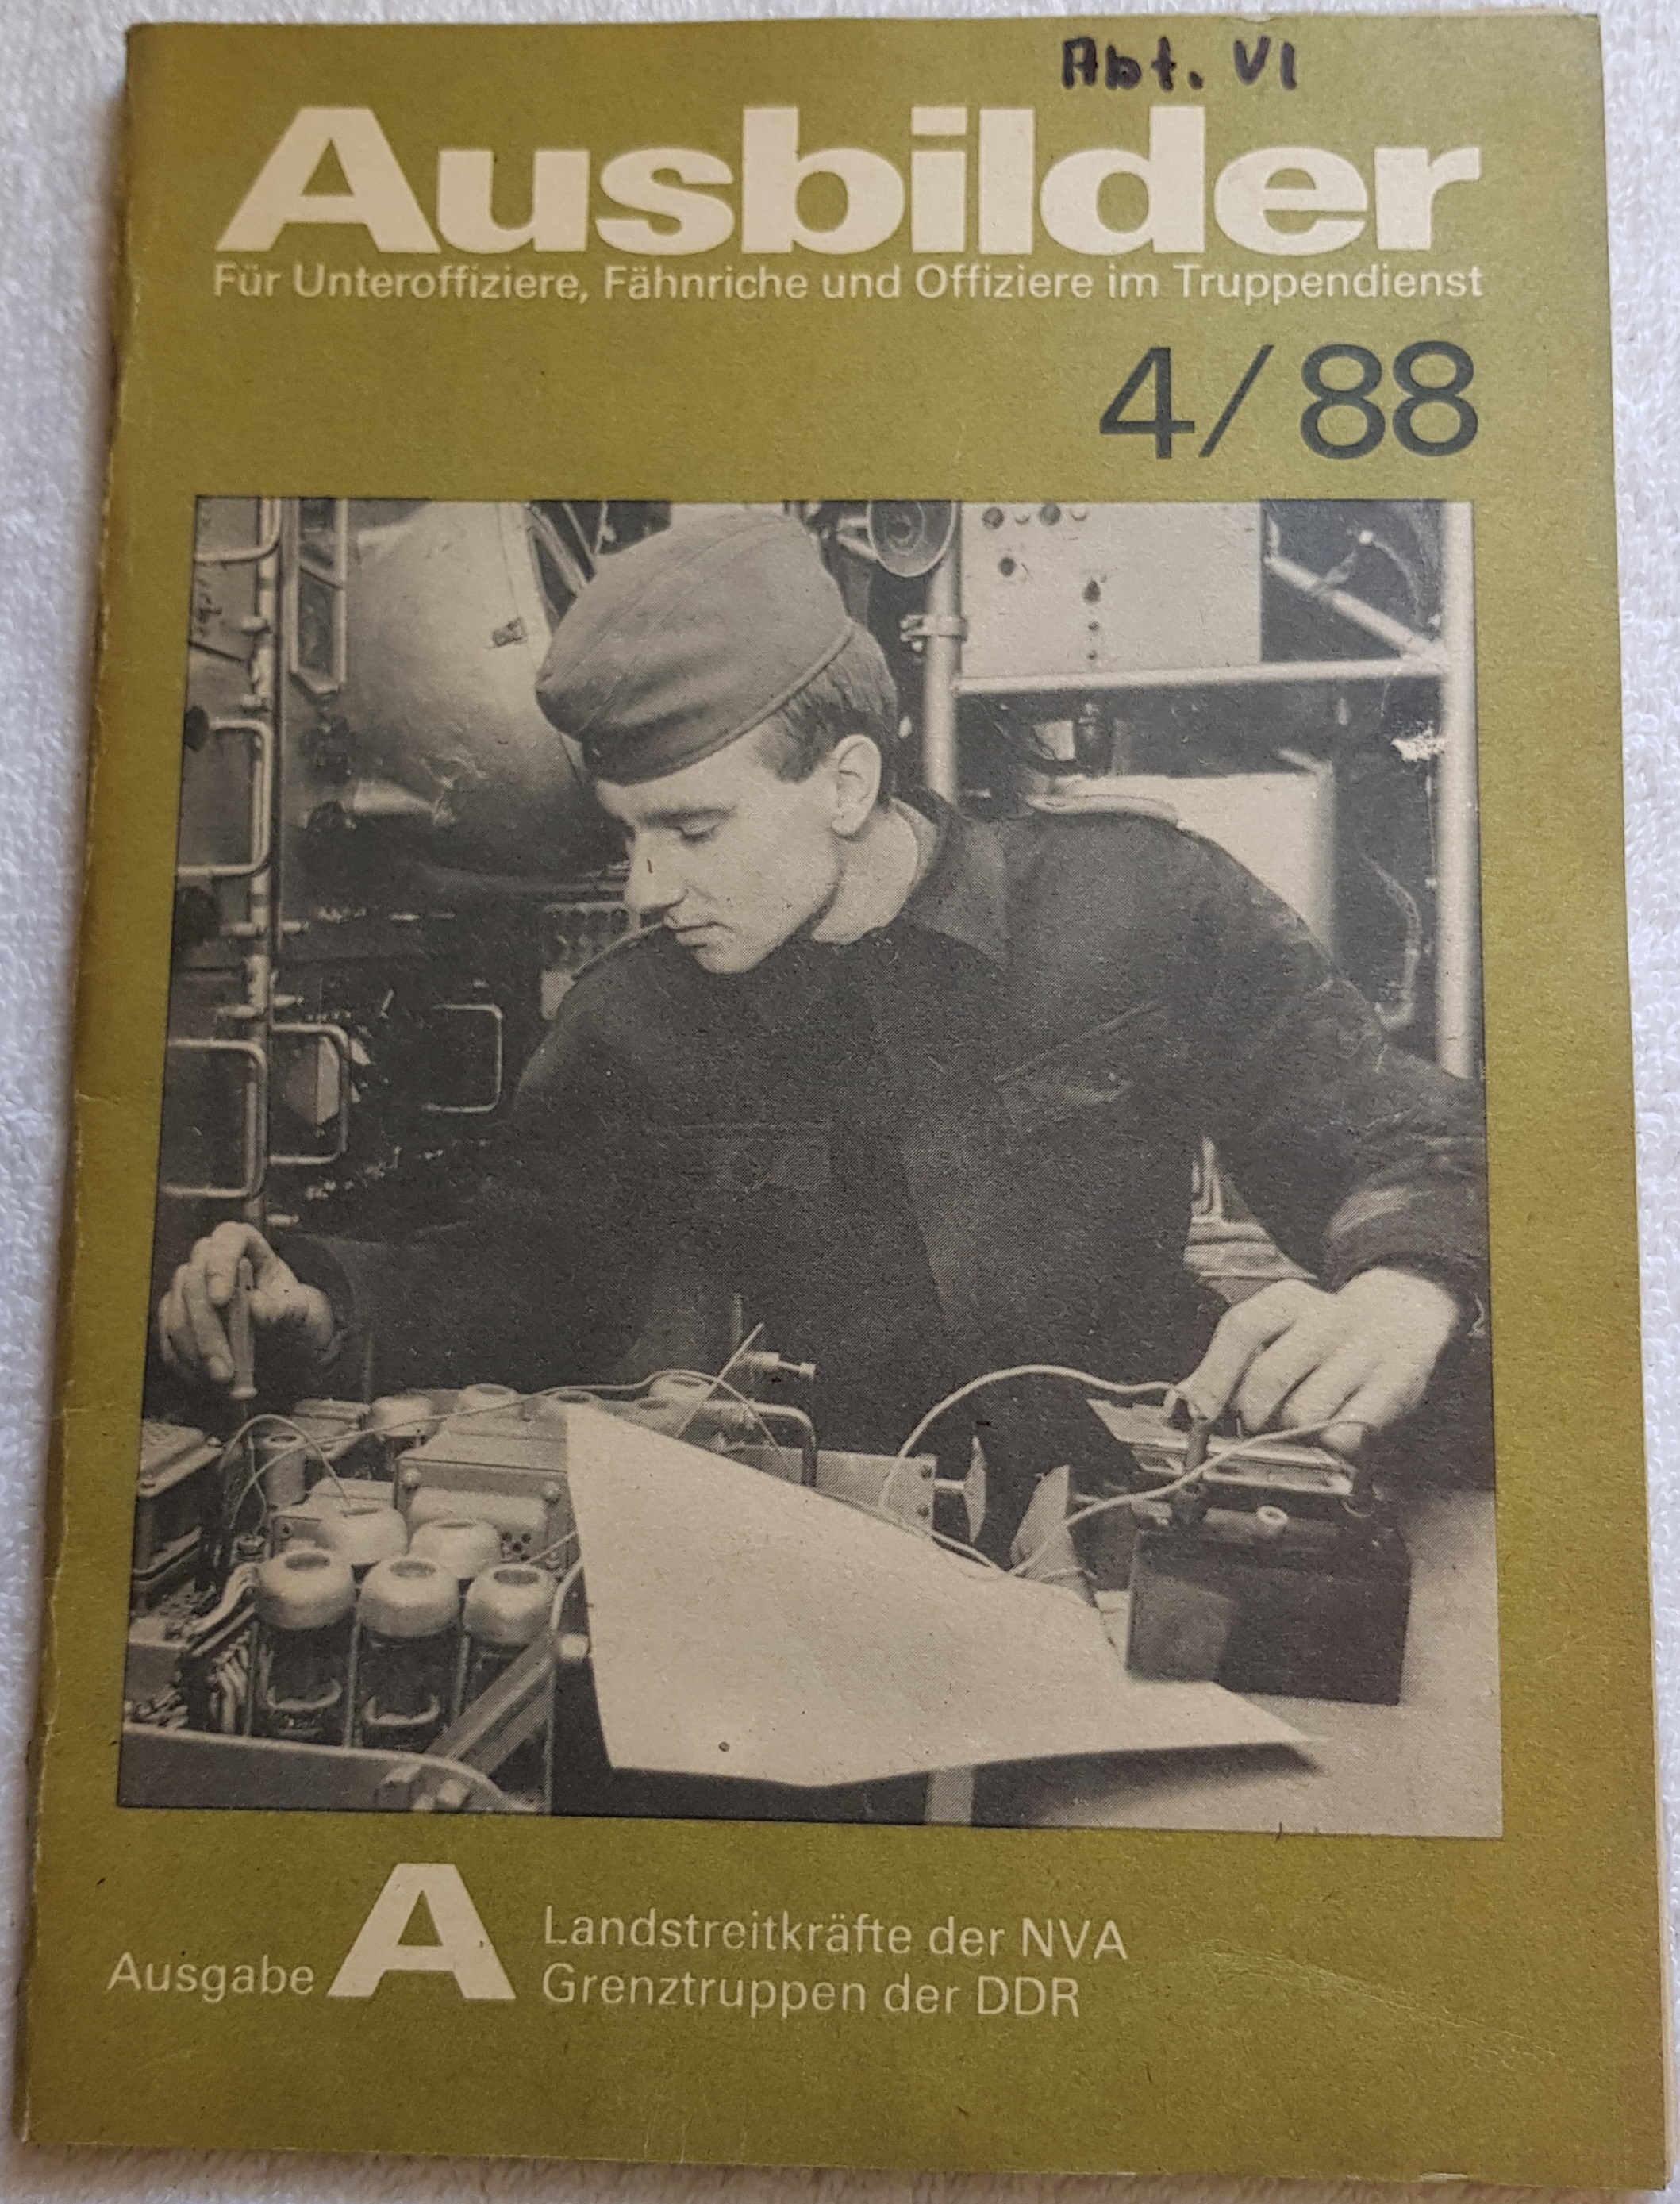 Abt. VI
Ausbilder
Für Unteroffiziere, Fähnriche und Offiziere im Truppendienst
4/88
Ausgabe A
Landstreitkräfte der NVA
Grenztruppen der DDR